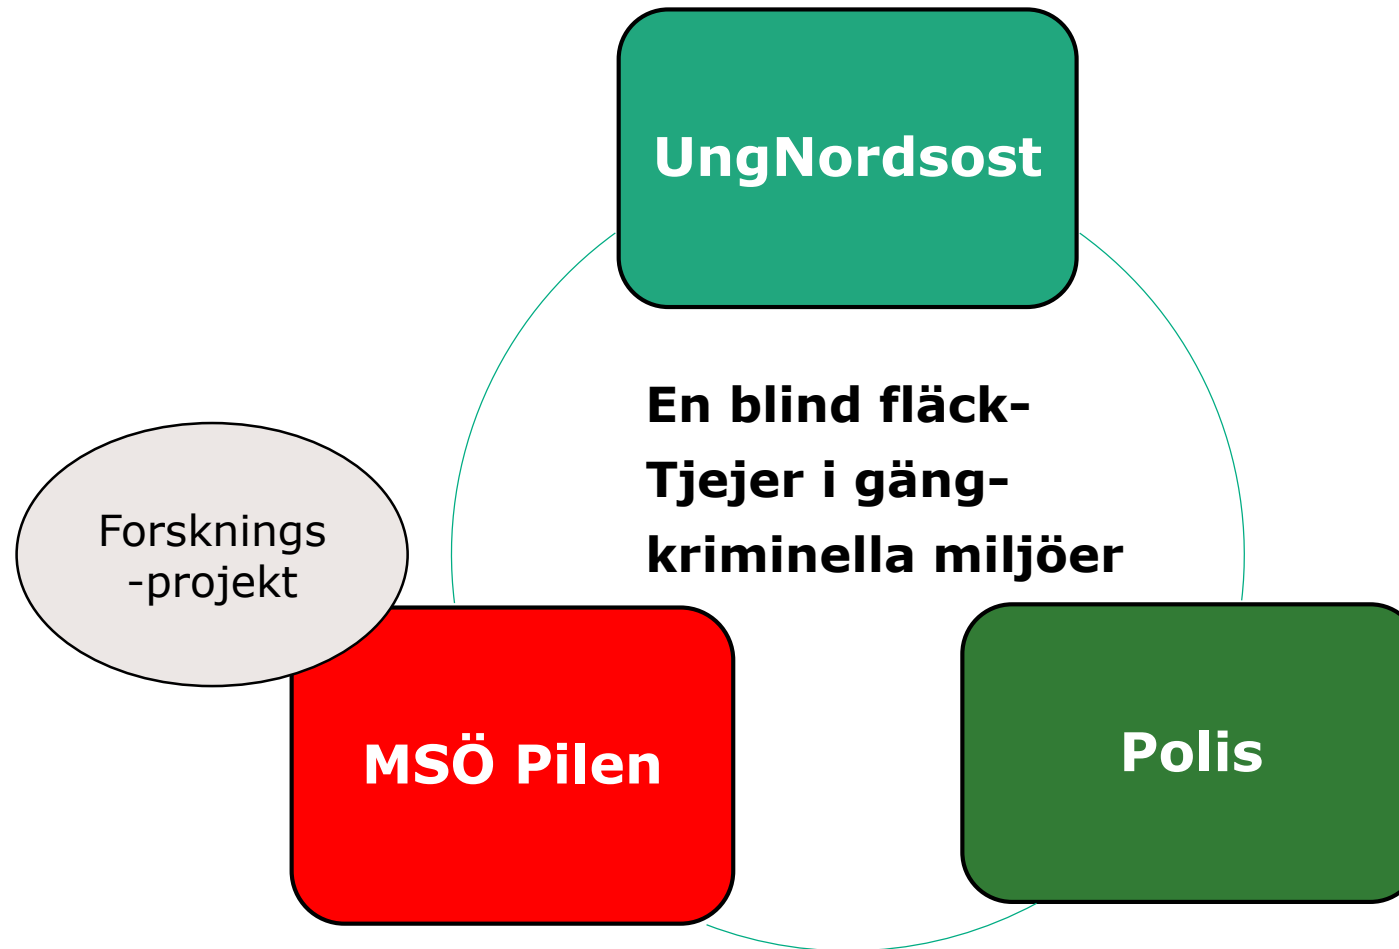 UngNordsost
En blind fläck-
Tjejer i gäng-
kriminella miljöer
Forsknings
-projekt
MSÖ Pilen
Polis